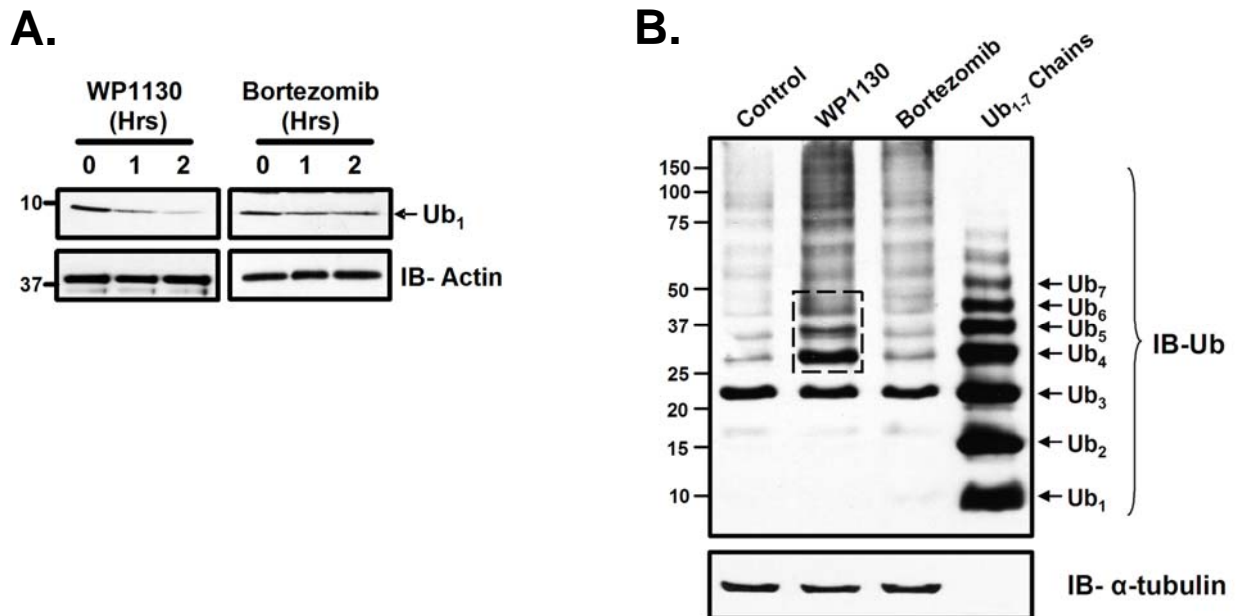 A.
WP1130
(Hrs)
Bortezomib
(Hrs)
0 1 2 0 1 2
10
Ub₁
37
IB- Actin
B.
Control
WP1130
Bortezomib
Ub₁₋₇ Chains
150
100
75
50
37
25
20
15
10
Ub₇
Ub₆
Ub₅
Ub₄
Ub₃
Ub₂
Ub₁
IB-Ub
IB- α-tubulin